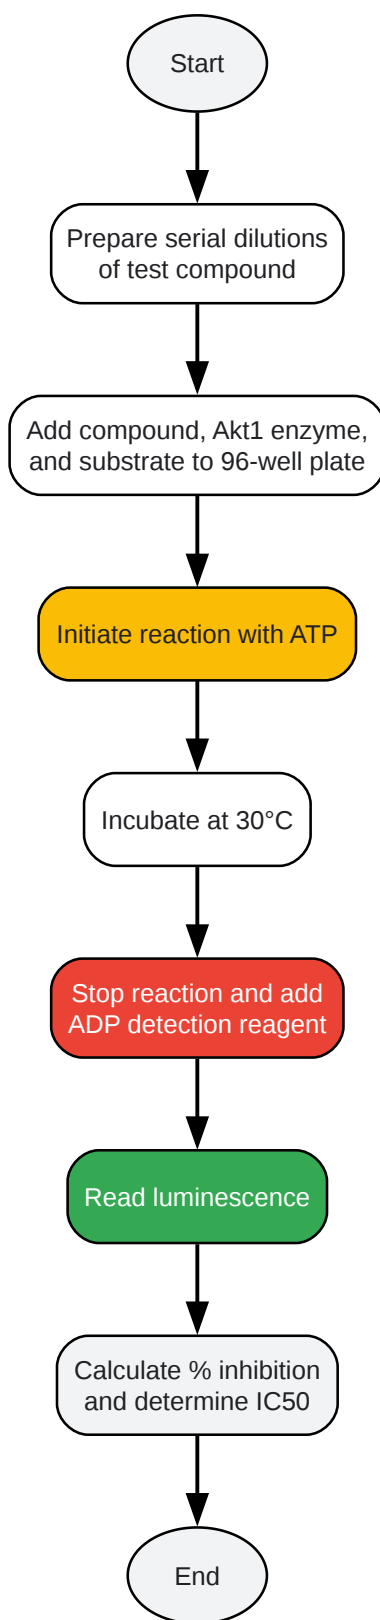 Start
Prepare serial dilutions
of test compound
Add compound, Akt1 enzyme,
and substrate to 96-well plate
Initiate reaction with ATP
Incubate at 30°C
Stop reaction and add
ADP detection reagent
Read luminescence
Calculate % inhibition
and determine IC50
End